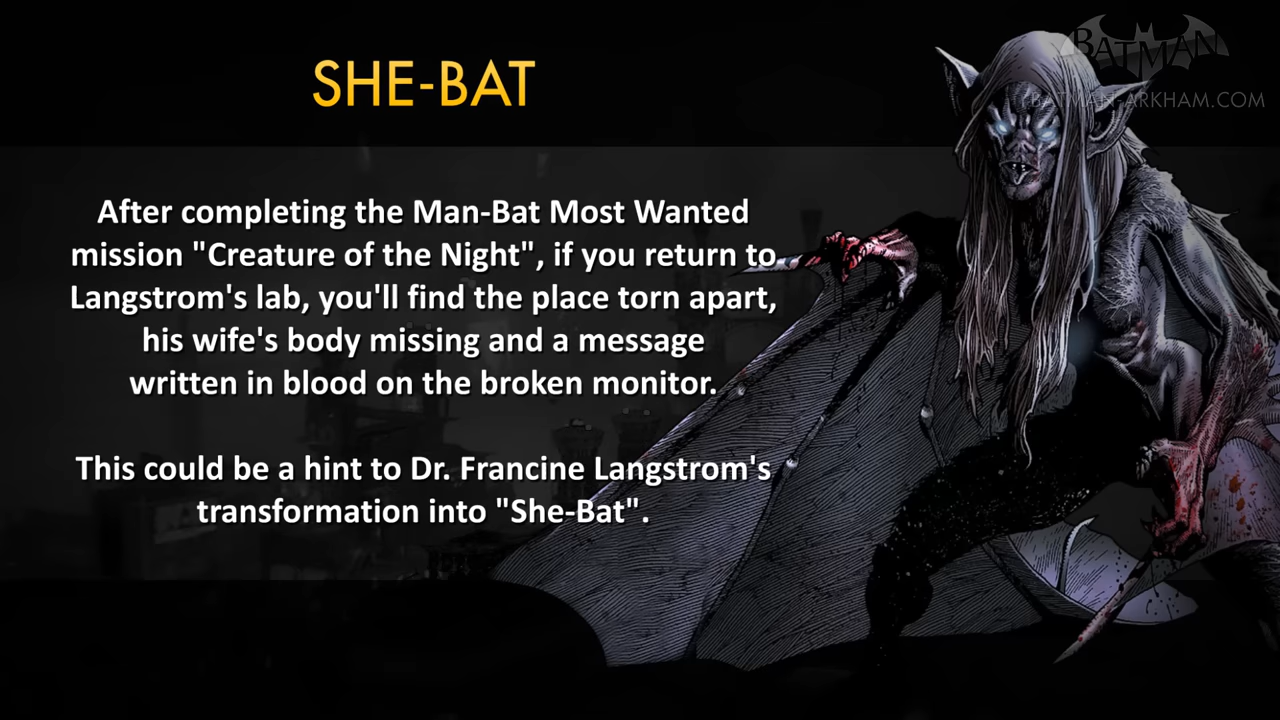 BATMAN
SHE-BAT
BATMAN-ARKHAM.COM
After completing the Man-Bat Most Wanted
mission "Creature of the Night", if you return to
Langstrom's lab, you'll find the place torn apart,
his wife's body missing and a message
written in blood on the broken monitor.
This could be a hint to Dr. Francine Langstrom's
transformation into "She-Bat".